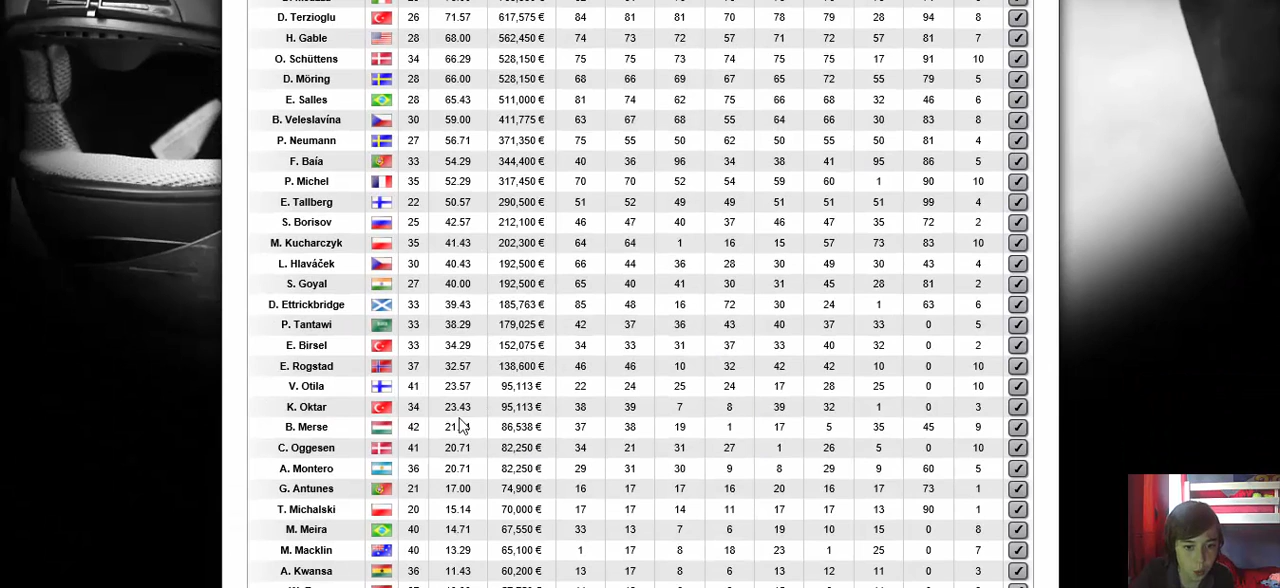 D. Terzioglu 26 71.57 617,575 € 84 81 81 70 78 79 28 94 8
H. Gable 28 68.00 562,450 € 74 73 72 57 71 72 57 81 7
O. Schüttens 34 66.29 528,150 € 75 75 73 74 75 75 17 91 10
D. Möring 28 66.00 528,150 € 68 66 69 67 65 72 55 79 5
E. Salles 28 65.43 511,000 € 81 74 62 75 66 68 32 46 6
B. Veleslavína 30 59.00 411,775 € 63 67 68 55 64 66 30 83 8
P. Neumann 27 56.71 371,350 € 75 55 50 62 50 55 50 81 4
F. Baía 33 54.29 344,400 € 40 36 96 34 38 41 95 86 5
P. Michel 35 52.29 317,450 € 70 70 52 54 59 60 1 90 10
E. Tallberg 22 50.57 290,500 € 51 52 49 49 51 51 51 99 4
S. Borisov 25 42.57 212,100 € 46 47 40 37 46 47 35 72 2
M. Kucharczyk 35 41.43 202,300 € 64 64 1 16 15 57 73 83 10
L. Hlaváček 30 40.43 192,500 € 66 44 36 28 30 49 30 43 4
S. Goyal 27 40.00 192,500 € 65 40 41 30 31 45 28 81 2
D. Ettrickbridge 33 39.43 185,763 € 85 48 16 72 30 24 1 63 6
P. Tantawi 33 38.29 179,025 € 42 37 36 43 40 37 33 0 5
E. Birsel 33 34.29 152,075 € 34 33 31 37 33 40 32 0 2
E. Rogstad 37 32.57 138,600 € 46 46 10 32 42 42 10 0 10
V. Otila 41 23.57 95,113 € 22 24 25 24 17 28 25 0 10
K. Oktar 34 23.43 95,113 € 38 39 7 8 39 32 1 0 3
B. Merse 42 86,538 € 37 38 19 1 17 5 35 45 9
C. Oggesen 41 20.71 82,250 € 34 21 31 27 1 26 5 0 10
A. Montero 36 20.71 82,250 € 29 31 30 9 8 29 9 60 5
G. Antunes 21 17.00 74,900 € 16 17 17 16 20 16 17 73 1
T. Michalski 20 15.14 70,000 € 17 17 14 11 17 17 13 90 1
M. Meira 40 14.71 67,550 € 33 13 7 6 19 10 15 0 8
M. Macklin 40 13.29 65,100 € 1 17 8 18 23 1 25 0 7
A. Kwansa 36 11.43 60,200 € 13 17 8 6 13 12 11 0 3